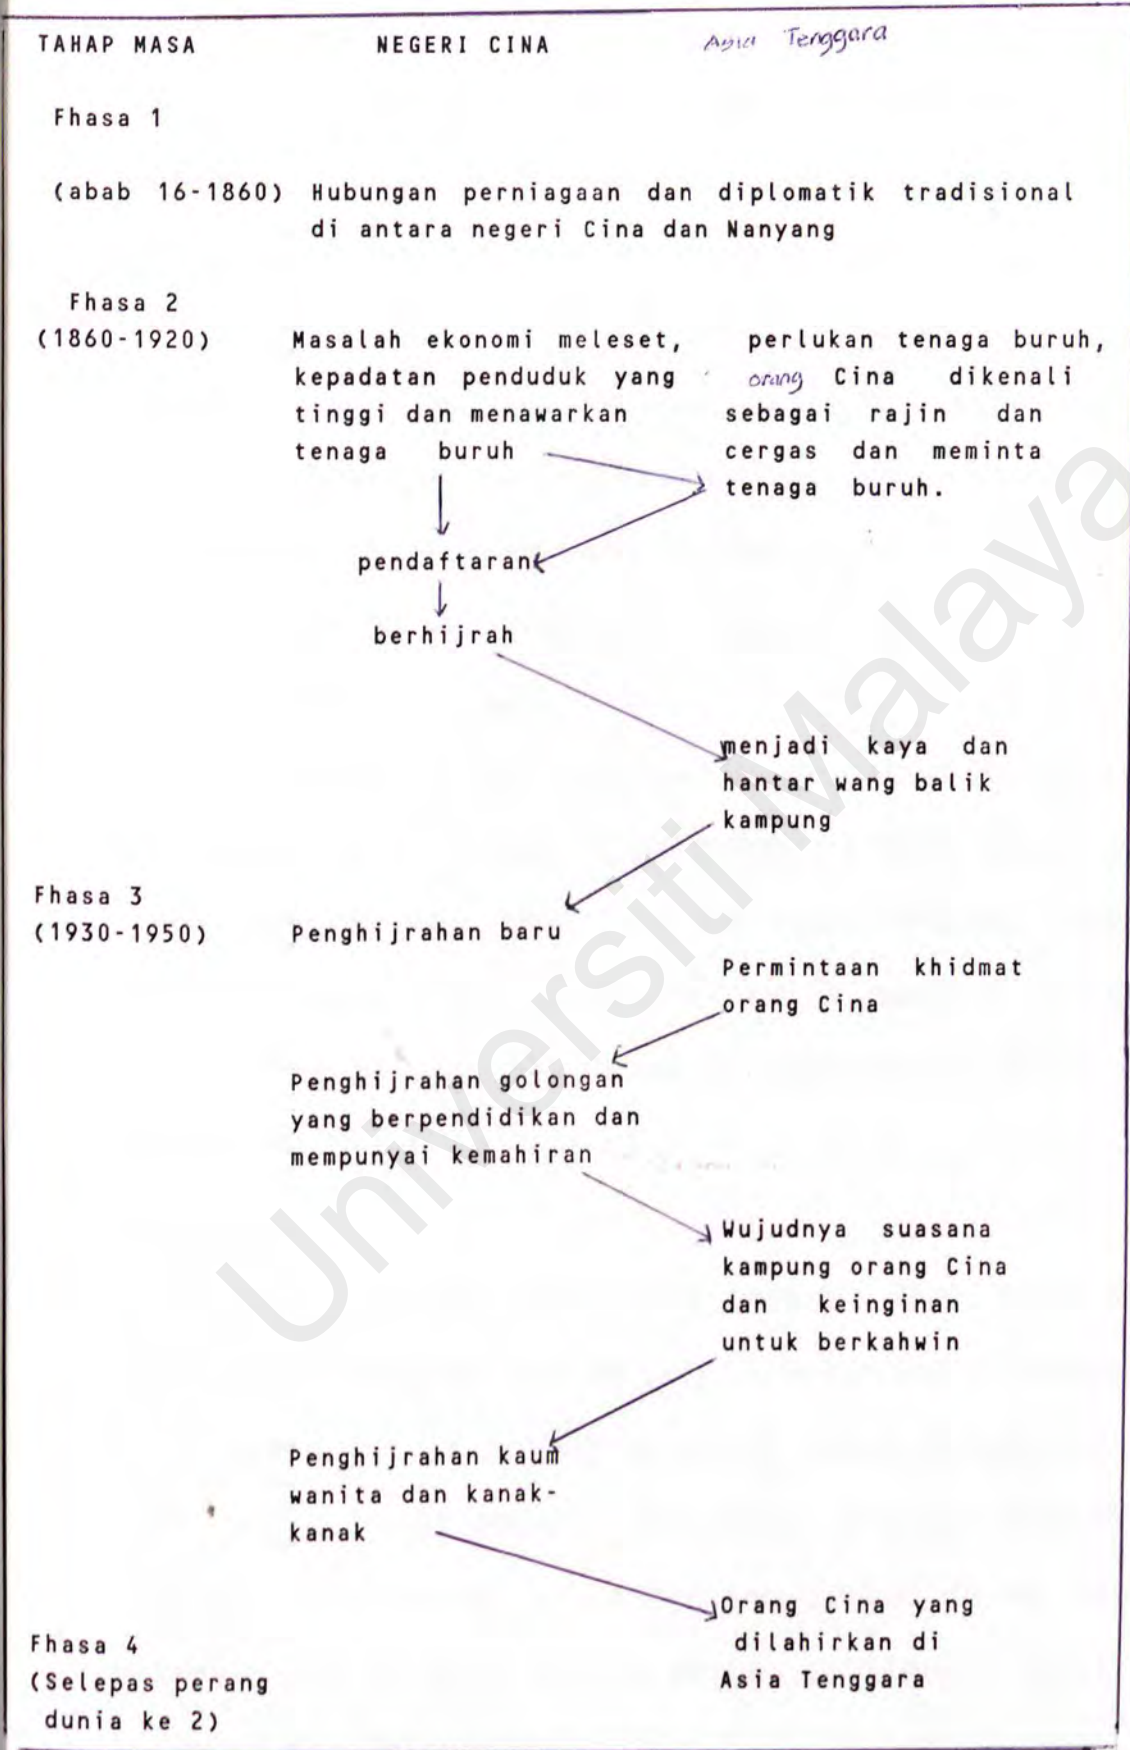 TAHAP MASA NEGERI CINA Asia Tenggara
Fhasa 1
(abab 16-1860) Hubungan perniagaan dan diplomatik tradisional
di antara negeri Cina dan Nanyang
Fhasa 2
(1860-1920)
Masalah ekonomi meleset,
kepadatan penduduk yang
tinggi dan menawarkan
tenaga buruh
perlukan tenaga buruh,
orang Cina dikenali
sebagai rajin dan
cergas dan meminta
tenaga buruh.
pendaftaran
berhijrah
menjadi kaya dan
hantar wang balik
kampung
Fhasa 3
(1930-1950) Penghijrahan baru
Permintaan khidmat
orang Cina
Penghijrahan golongan
yang berpendidikan dan
mempunyai kemahiran
Wujudnya suasana
kampung orang Cina
dan keinginan
untuk berkahwin
Penghijrahan kaum
wanita dan kanak-
kanak
Orang Cina yang
dilahirkan di
Asia Tenggara
Fhasa 4
(Selepas perang
dunia ke 2)
Universiti Malaya